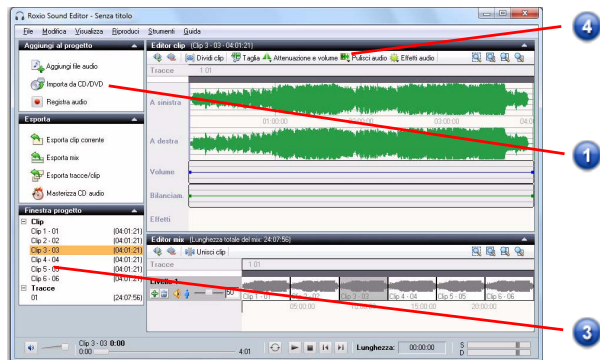 Roxio Sound Editor - Senza titolo
File Modifica Visualizza Riproduci Strumenti Guida
Aggiungi al progetto
Aggiungi file audio
Importa da CD/DVD
Registra audio
Esporta
Esporta clip corrente
Esporta mix
Esporta tracce/clip
Masterizza CD audio
Finestra progetto
Clip
Clip 1 - 01 (04:01:21)
Clip 2 - 02 (04:01:21)
Clip 3 - 03 (04:01:21)
Clip 4 - 04 (04:01:21)
Clip 5 - 05 (04:01:21)
Clip 6 - 06 (04:01:21)
Tracce
01 (24:07:56)
Editor clip (Clip 3 - 03 - 04:01:21)
Dividi clip Taglia Attenuazione e volume Pulisci audio Effetti audio
Tracce 1 01
A sinistra
01:00:00 03:00:00 04:0
A destra
Volume
Bilanciam.
Effetti
Editor mix (Lunghezza totale del mix: 24:07:56)
Unisci clip
Tracce 1 01
Livello 1
50
Clip 1 - 01 Clip 2 - 02 Clip 3 - 03 Clip 4 - 04 Clip 5 - 05 Clip 6 - 06
05:00:00 10:00:00 15:00:00 20:00:00
Clip 3 - 03 0:00
0:00 4:01
Lunghezza: 00:00:00
S
D
4
1
3